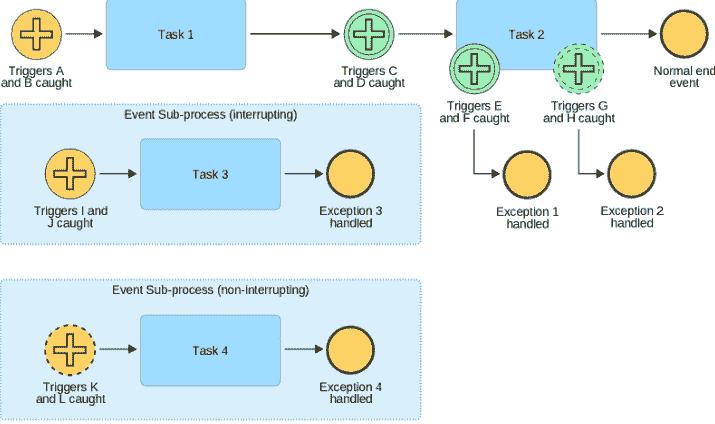 Task 1
Task 2
Triggers A
and B caught
Triggers C
and D caught
Triggers E
and F caught
Triggers G
and H caught
Normal end
event
Event Sub-process (interrupting)
Task 3
Triggers I and
J caught
Exception 3
handled
Exception 1
handled
Exception 2
handled
Event Sub-process (non-interrupting)
Task 4
Triggers K
and L caught
Exception 4
handled